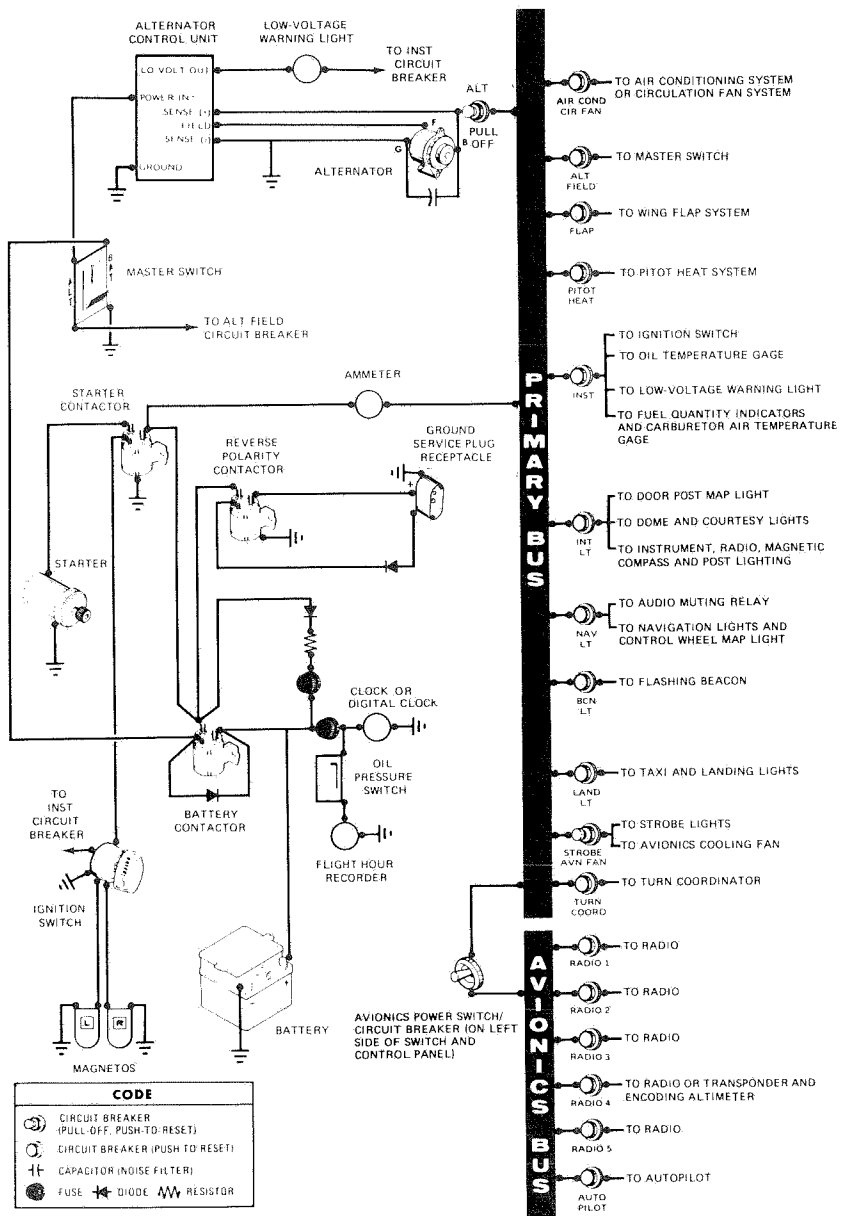 ALTERNATOR
CONTROL UNIT
LOW-VOLTAGE
WARNING LIGHT
TO INST
CIRCUIT
BREAKER
LO VOLT OUT
POWER IN
SENSE (+)
FIELD
SENSE (-)
GROUND
ALT
PULL
OFF
F
B
G
ALTERNATOR
BAT
ALT
MASTER SWITCH
TO ALT FIELD
CIRCUIT BREAKER
AMMETER
STARTER
CONTACTOR
REVERSE
POLARITY
CONTACTOR
GROUND
SERVICE PLUG
RECEPTACLE
+
STARTER
CLOCK OR
DIGITAL CLOCK
OIL
PRESSURE
SWITCH
BATTERY
CONTACTOR
FLIGHT HOUR
RECORDER
TO
INST
CIRCUIT
BREAKER
IGNITION
SWITCH
L
R
MAGNETOS
BATTERY
AVIONICS POWER SWITCH/
CIRCUIT BREAKER (ON LEFT
SIDE OF SWITCH AND
CONTROL PANEL)
PRIMARY BUS
AIR COND
CIR FAN
TO AIR CONDITIONING SYSTEM
OR CIRCULATION FAN SYSTEM
ALT
FIELD
TO MASTER SWITCH
FLAP
TO WING FLAP SYSTEM
PITOT
HEAT
TO PITOT HEAT SYSTEM
INST
TO IGNITION SWITCH
TO OIL TEMPERATURE GAGE
TO LOW-VOLTAGE WARNING LIGHT
TO FUEL QUANTITY INDICATORS
AND CARBURETOR AIR TEMPERATURE
GAGE
INT
LT
TO DOOR POST MAP LIGHT
TO DOME AND COURTESY LIGHTS
TO INSTRUMENT, RADIO, MAGNETIC
COMPASS AND POST LIGHTING
NAV
LT
TO AUDIO MUTING RELAY
TO NAVIGATION LIGHTS AND
CONTROL WHEEL MAP LIGHT
BCN
LT
TO FLASHING BEACON
LAND
LT
TO TAXI AND LANDING LIGHTS
STROBE
AVN FAN
TO STROBE LIGHTS
TO AVIONICS COOLING FAN
TURN
COORD
TO TURN COORDINATOR
AVIONICS BUS
RADIO 1
TO RADIO
RADIO 2
TO RADIO
RADIO 3
TO RADIO
RADIO 4
TO RADIO OR TRANSPONDER AND
ENCODING ALTIMETER
RADIO 5
TO RADIO
AUTO
PILOT
TO AUTOPILOT
CODE
CIRCUIT BREAKER
(PULL-OFF, PUSH-TO-RESET)
CIRCUIT BREAKER (PUSH TO RESET)
CAPACITOR (NOISE FILTER)
FUSE DIODE RESISTOR